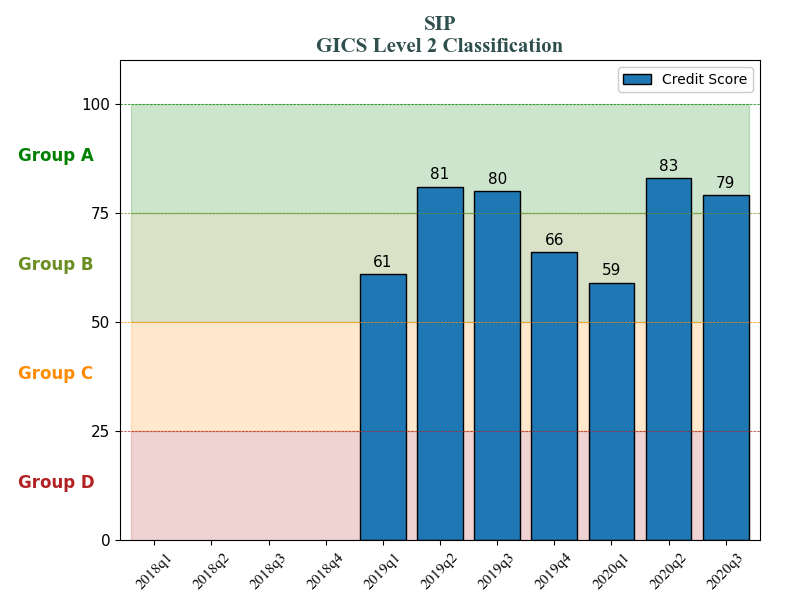 SIP
GICS Level 2 Classification
Credit Score
100
Group A
83
81
80
79
75
66
61
59
Group B
50
Group C
25
Group D
0
2018q1 2018q2 2018q3 2018q4 2019q1 2019q2 2019q3 2019q4 2020q1 2020q2 2020q3